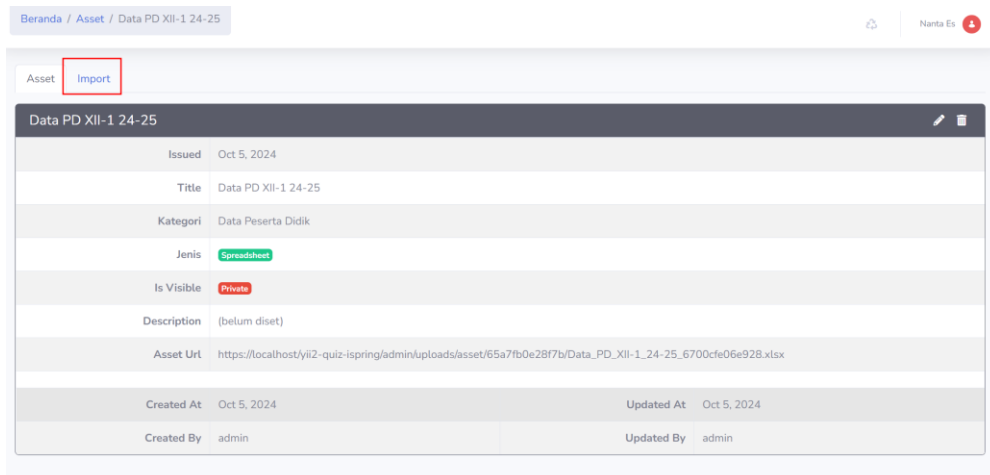 Beranda / Asset / Data PD XII-1 24-25
Nanta Es
Asset Import
Data PD XII-1 24-25
Issued Oct 5, 2024
Title Data PD XII-1 24-25
Kategori Data Peserta Didik
Jenis Spreadsheet
Is Visible Private
Description (belum diset)
Asset Url https://localhost/yii2-quiz-ispring/admin/uploads/asset/65a7fb0e28f7b/Data_PD_XII-1_24-25_6700cfe06e928.xlsx
Created At Oct 5, 2024 Updated At Oct 5, 2024
Created By admin Updated By admin